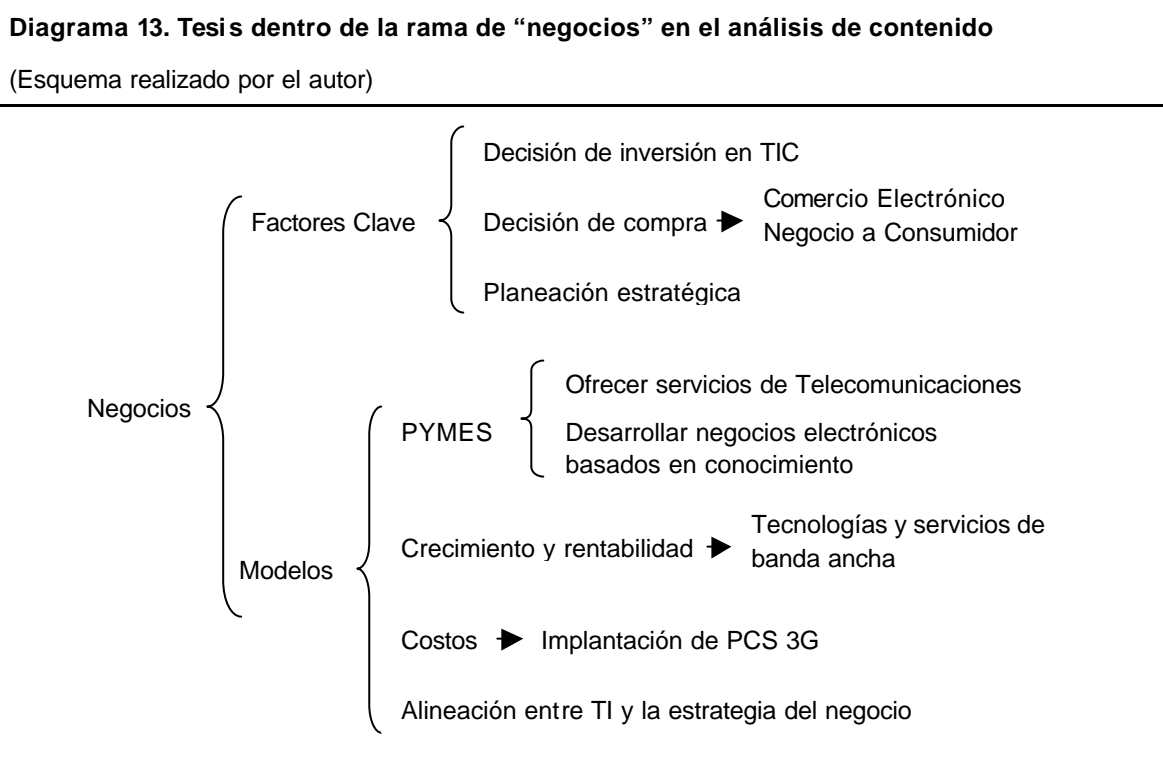 Diagrama 13. Tesis dentro de la rama de “negocios” en el análisis de contenido
(Esquema realizado por el autor)
Negocios
Factores Clave
Decisión de inversión en TIC
Decisión de compra
Comercio Electrónico
Negocio a Consumidor
Planeación estratégica
Modelos
PYMES
Ofrecer servicios de Telecomunicaciones
Desarrollar negocios electrónicos
basados en conocimiento
Crecimiento y rentabilidad
Tecnologías y servicios de
banda ancha
Costos
Implantación de PCS 3G
Alineación entre TI y la estrategia del negocio